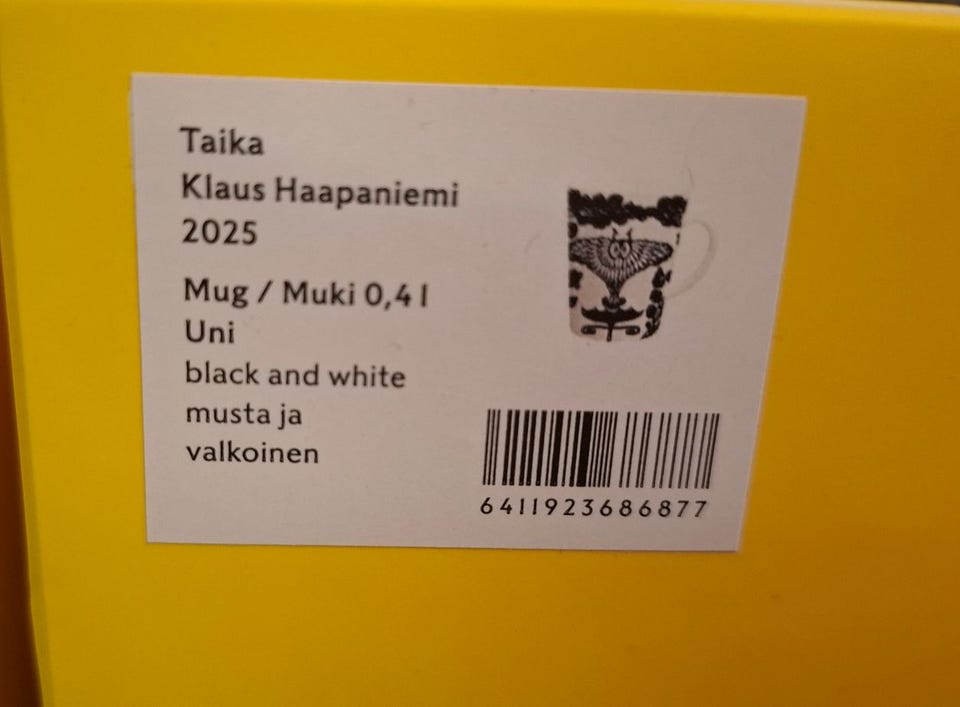 Taika
Klaus Haapaniemi
2025
Mug / Muki 0,4 l
Uni
black and white
musta ja
valkoinen
6411923686877